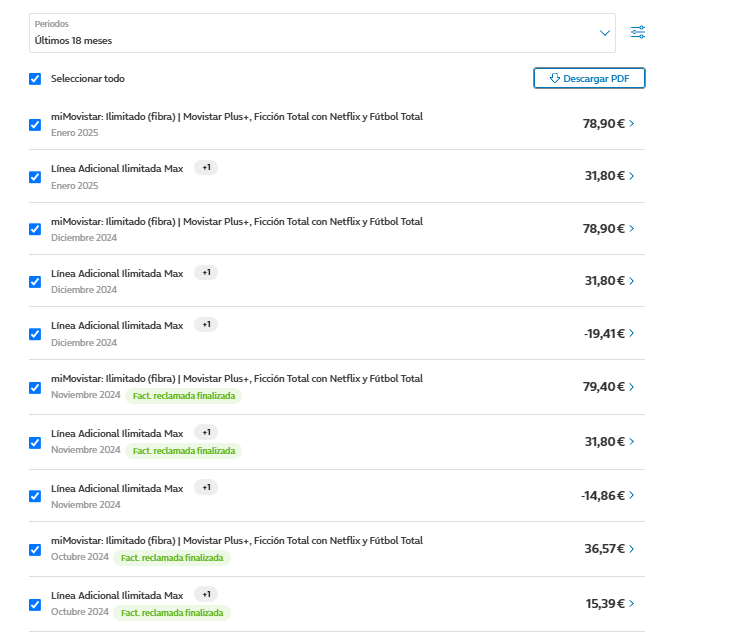 Periodos
Últimos 18 meses
Seleccionar todo
Descargar PDF
miMovistar: Ilimitado (fibra) | Movistar Plus+, Ficción Total con Netflix y Fútbol Total
Enero 2025
78,90 €
Línea Adicional Ilimitada Max +1
Enero 2025
31,80 €
miMovistar: Ilimitado (fibra) | Movistar Plus+, Ficción Total con Netflix y Fútbol Total
Diciembre 2024
78,90 €
Línea Adicional Ilimitada Max +1
Diciembre 2024
31,80 €
Línea Adicional Ilimitada Max +1
Diciembre 2024
-19,41 €
miMovistar: Ilimitado (fibra) | Movistar Plus+, Ficción Total con Netflix y Fútbol Total
Noviembre 2024 Fact. reclamada finalizada
79,40 €
Línea Adicional Ilimitada Max +1
Noviembre 2024 Fact. reclamada finalizada
31,80 €
Línea Adicional Ilimitada Max +1
Noviembre 2024
-14,86 €
miMovistar: Ilimitado (fibra) | Movistar Plus+, Ficción Total con Netflix y Fútbol Total
Octubre 2024 Fact. reclamada finalizada
36,57 €
Línea Adicional Ilimitada Max +1
Octubre 2024 Fact. reclamada finalizada
15,39 €